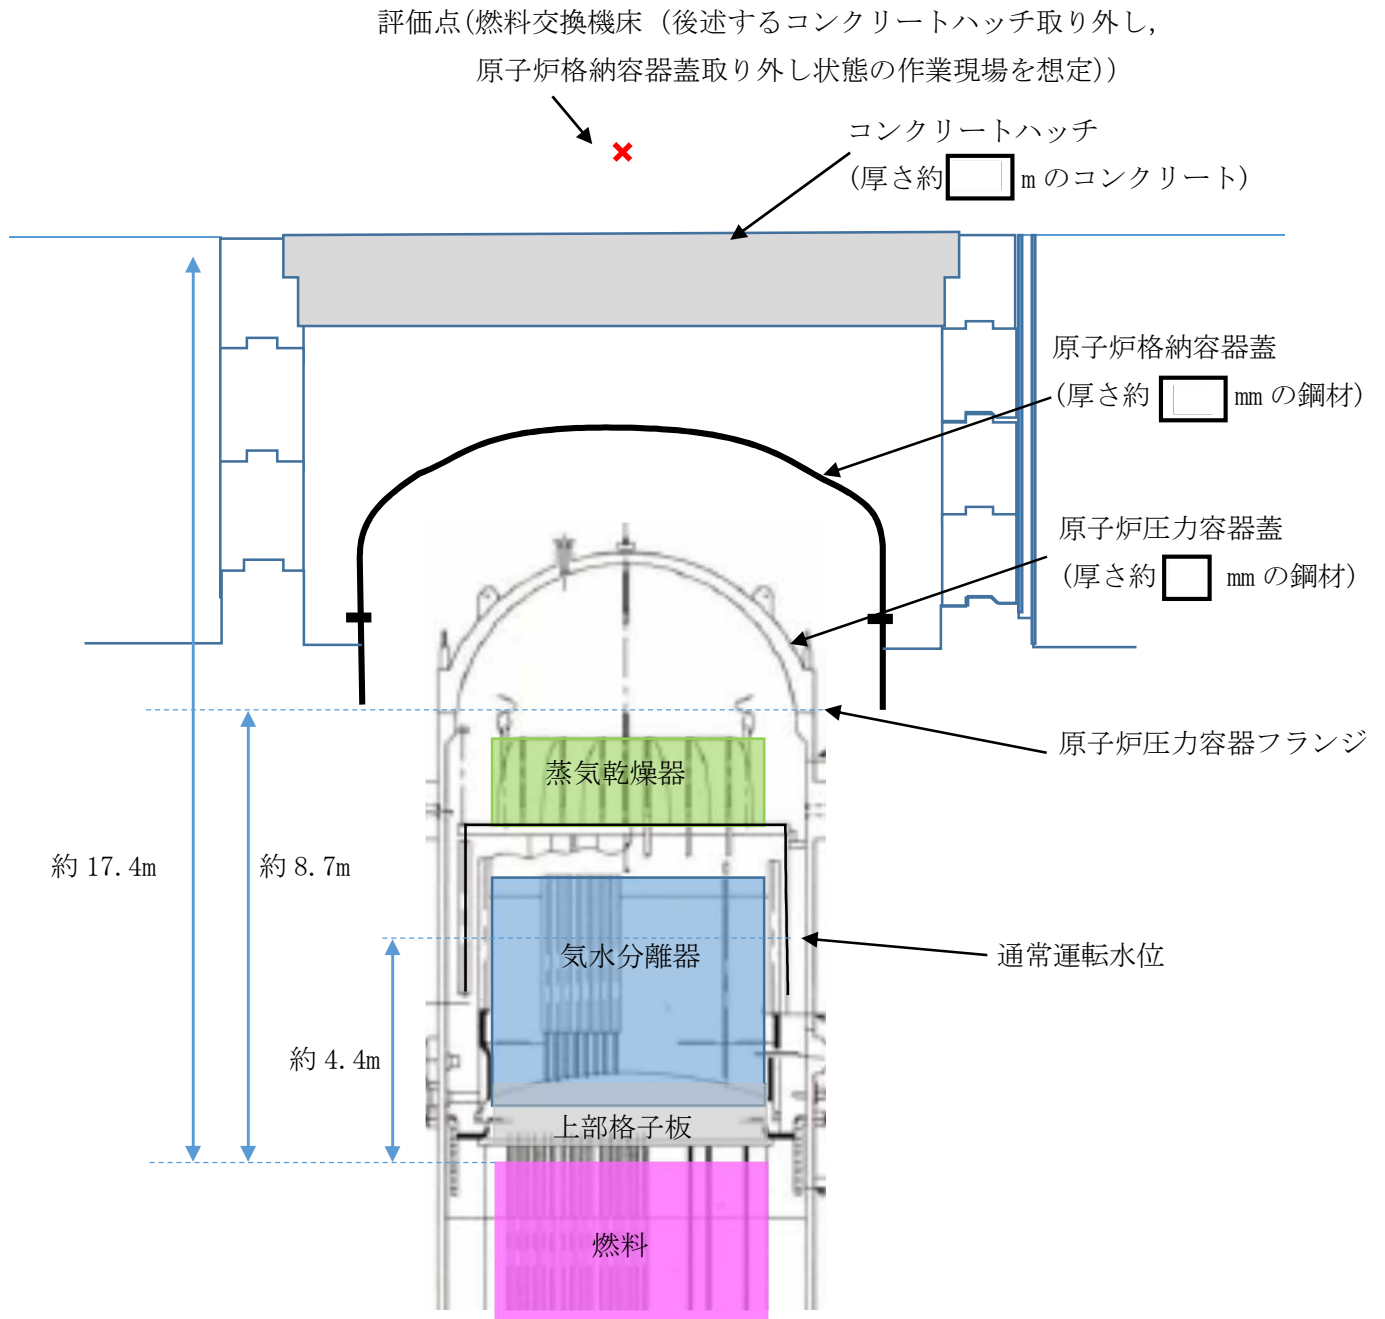 評価点(燃料交換機床（後述するコンクリートハッチ取り外し,
原子炉格納容器蓋取り外し状態の作業現場を想定))
コンクリートハッチ
(厚さ約 m のコンクリート)
原子炉格納容器蓋
(厚さ約 mm の鋼材)
原子炉圧力容器蓋
(厚さ約 mm の鋼材)
原子炉圧力容器フランジ
蒸気乾燥器
約 17.4m
約 8.7m
気水分離器
通常運転水位
約 4.4m
上部格子板
燃料